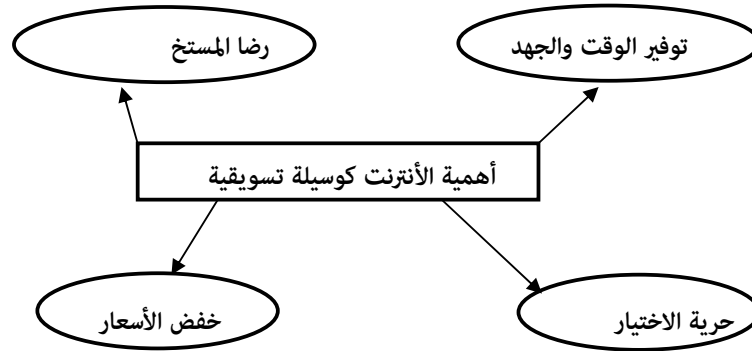 توفير الوقت والجهد
رضا المستخ
أهمية الأنترنت كوسيلة تسويقية
حرية الاختيار
خفض الأسعار